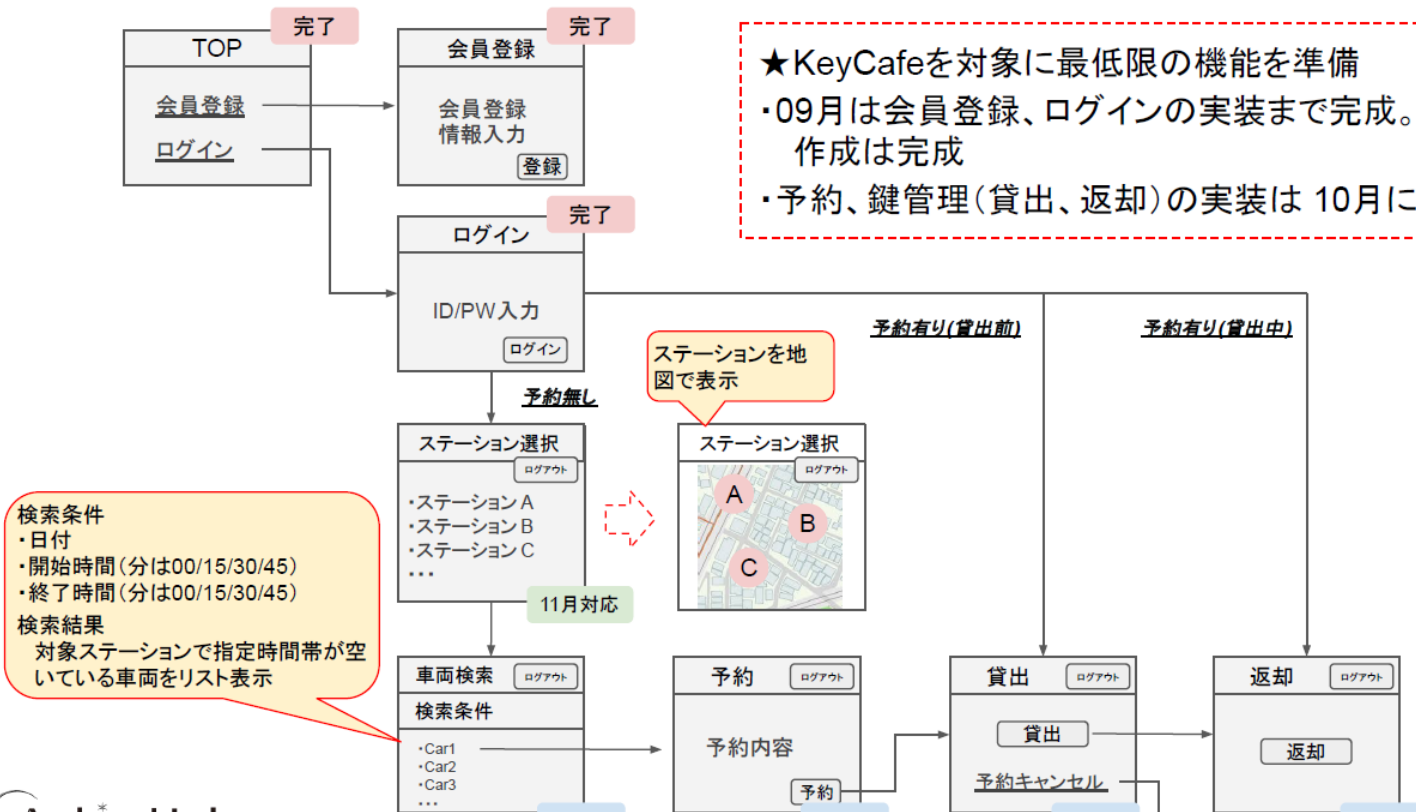 TOP
完了
会員登録
ログイン
会員登録
完了
会員登録
情報入力
登録
★KeyCafeを対象に最低限の機能を準備
・09月は会員登録、ログインの実装まで完成。
作成は完成
・予約、鍵管理(貸出、返却)の実装は 10月に
ログイン
完了
ID/PW入力
ログイン
予約無し
予約有り(貸出前)
予約有り(貸出中)
ステーションを地
図で表示
ステーション選択
ログアウト
・ステーション A
・ステーション B
・ステーション C
・・・
11月対応
ステーション選択
ログアウト
A
B
C
検索条件
・日付
・開始時間(分は00/15/30/45)
・終了時間(分は00/15/30/45)
検索結果
対象ステーションで指定時間帯が空
いている車両をリスト表示
車両検索
ログアウト
検索条件
・Car1
・Car2
・Car3
・・・
予約
ログアウト
予約内容
予約
貸出
ログアウト
貸出
予約キャンセル
返却
ログアウト
返却